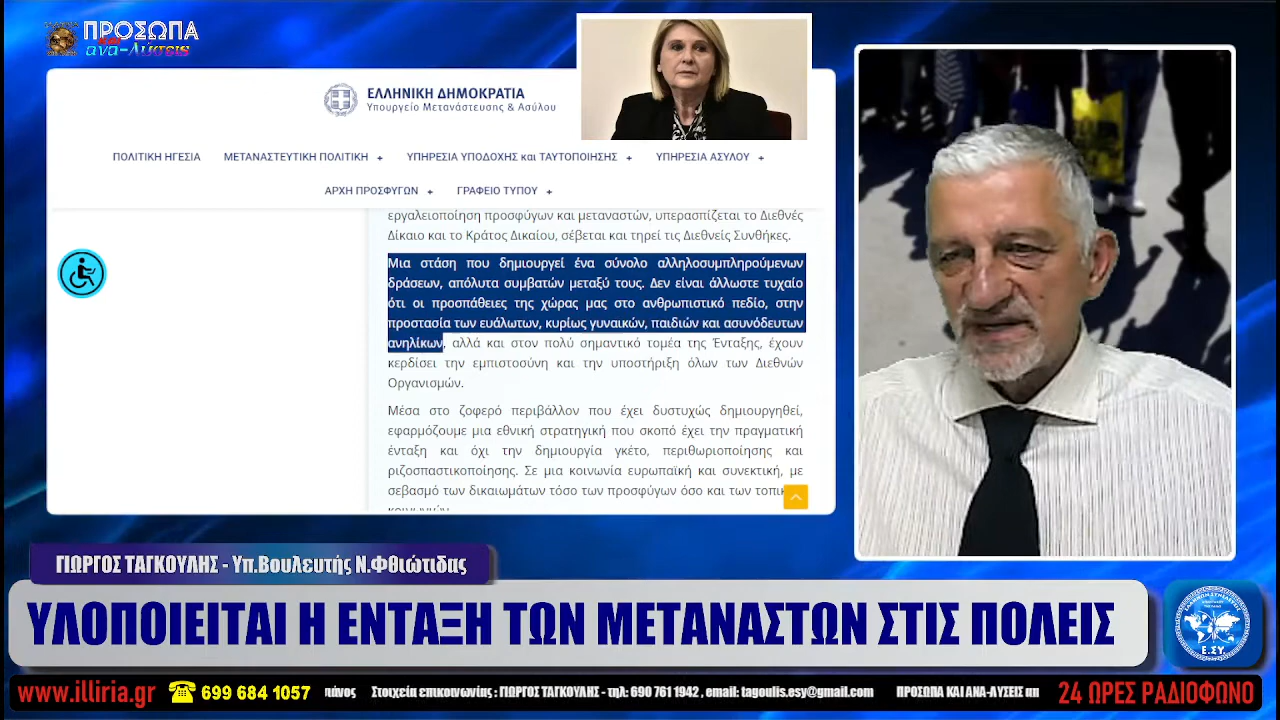 ΠΡΟΣΩΠΑ
και
ανα-λύσεις
ΕΛΛΗΝΙΚΗ ΔΗΜΟΚΡΑΤΙΑ
Υπουργείο Μετανάστευσης & Ασύλου
ΠΟΛΙΤΙΚΗ ΗΓΕΣΙΑ ΜΕΤΑΝΑΣΤΕΥΤΙΚΗ ΠΟΛΙΤΙΚΗ + ΥΠΗΡΕΣΙΑ ΥΠΟΔΟΧΗΣ και ΤΑΥΤΟΠΟΙΗΣΗΣ + ΥΠΗΡΕΣΙΑ ΑΣΥΛΟΥ +
ΑΡΧΗ ΠΡΟΣΦΥΓΩΝ + ΓΡΑΦΕΙΟ ΤΥΠΟΥ +
εργαλειοποίηση προσφύγων και μεταναστών, υπερασπίζεται το Διεθνές
Δίκαιο και το Κράτος Δικαίου, σέβεται και τηρεί τις Διεθνείς Συνθήκες.
Μια στάση που δημιουργεί ένα σύνολο αλληλοσυμπληρούμενων
δράσεων, απόλυτα συμβατών μεταξύ τους. Δεν είναι άλλωστε τυχαίο
ότι οι προσπάθειες της χώρας μας στο ανθρωπιστικό πεδίο, στην
προστασία των ευάλωτων, κυρίως γυναικών, παιδιών και ασυνόδευτων
ανηλίκων, αλλά και στον πολύ σημαντικό τομέα της Ένταξης, έχουν
κερδίσει την εμπιστοσύνη και την υποστήριξη όλων των Διεθνών
Οργανισμών.
Μέσα στο ζοφερό περιβάλλον που έχει δυστυχώς δημιουργηθεί,
εφαρμόζουμε μια εθνική στρατηγική που σκοπό έχει την πραγματική
ένταξη και όχι την δημιουργία γκέτο, περιθωριοποίησης και
ριζοσπαστικοποίησης. Σε μια κοινωνία ευρωπαϊκή και συνεκτική, με
σεβασμό των δικαιωμάτων τόσο των προσφύγων όσο και των
ΓΙΩΡΓΟΣ ΤΑΓΚΟΥΛΗΣ - Υπ.Βουλευτής Ν.Φθιώτιδας
ΥΛΟΠΟΙΕΙΤΑΙ Η ΕΝΤΑΞΗ ΤΩΝ ΜΕΤΑΝΑΣΤΩΝ ΣΤΙΣ ΠΟΛΕΙΣ
Ε.ΣΥ.
www.illiria.gr 699 684 1057 Στοιχεία επικοινωνίας : ΓΙΩΡΓΟΣ ΤΑΓΚΟΥΛΗΣ - τηλ: 690 761 1942 , email: tagoulis.esy@gmail.com ΠΡΟΣΩΠΑ ΚΑΙ ΑΝΑ-ΛΥΣΕΙΣ απ 24 ΩΡΕΣ ΡΑΔΙΟΦΩΝΟ